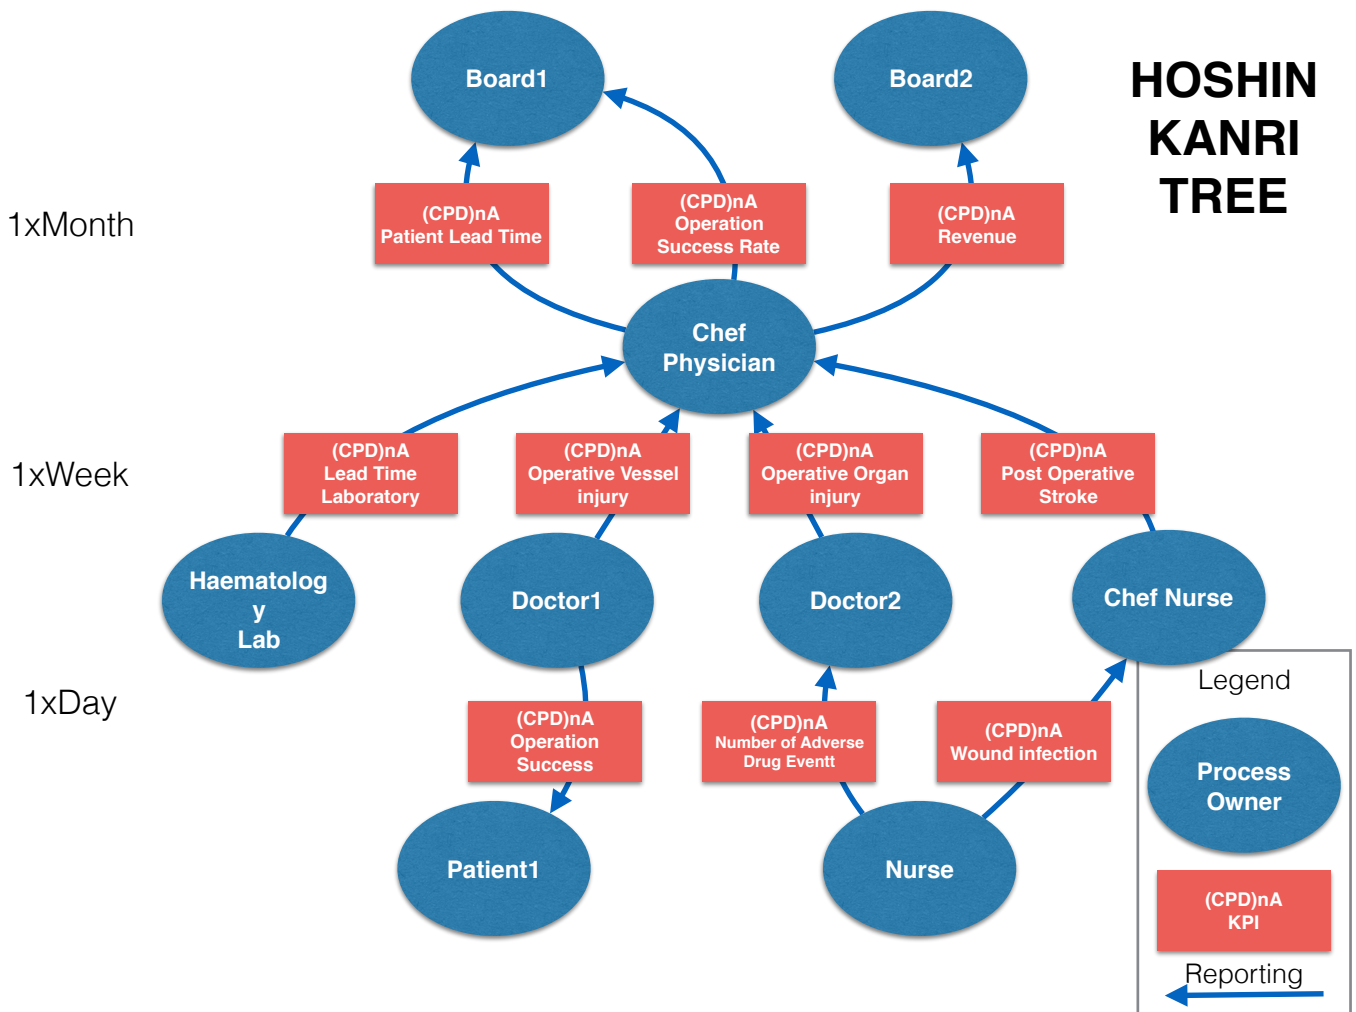 Board1
Board2
HOSHIN
KANRI
TREE
1xMonth
(CPD)nA
Patient Lead Time
(CPD)nA
Operation
Success Rate
(CPD)nA
Revenue
Chef
Physician
1xWeek
(CPD)nA
Lead Time
Laboratory
(CPD)nA
Operative Vessel
injury
(CPD)nA
Operative Organ
injury
(CPD)nA
Post Operative
Stroke
Haematolog
y
Lab
Doctor1
Doctor2
Chef Nurse
1xDay
(CPD)nA
Operation
Success
(CPD)nA
Number of Adverse
Drug Eventt
(CPD)nA
Wound infection
Patient1
Nurse
Legend
Process
Owner
(CPD)nA
KPI
Reporting